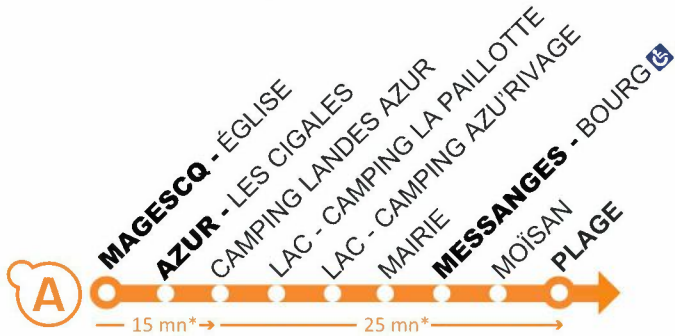 MAGESCQ - ÉGLISE
AZUR - LES CIGALES
CAMPING LANDES AZUR
LAC - CAMPING LA PAILLOTTE
LAC - CAMPING AZU'RIVAGE
MAIRIE
MESSANGES - BOURG
MOÏSAN
PLAGE
A
15 mn*
25 mn*